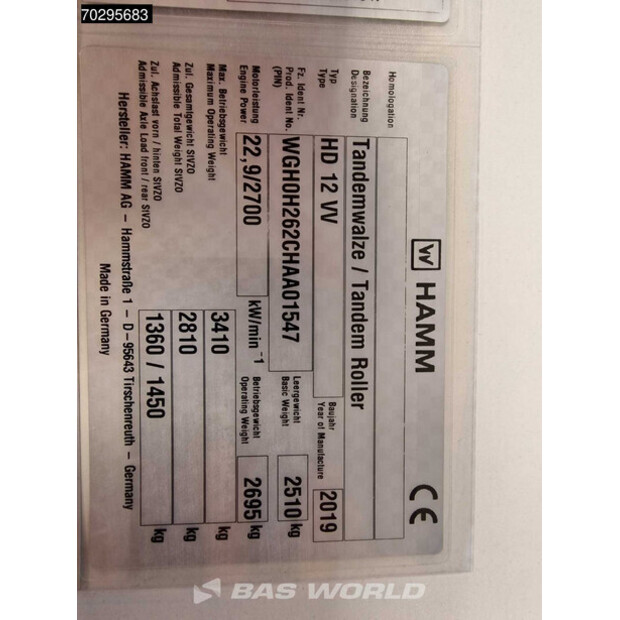 70295683
HAMM
CE
Homologation
Bezeichnung
Designation
Tandemwalze / Tandem Roller
Typ
Type
HD 12 VV
Baujahr
Year of Manufacture
2019
Fz. Ident Nr.
Prod. Ident No.
(PIN)
WGH0H262CHAA01547
Leergewicht
Basic Weight
2510 kg
Motorleistung
Engine Power
22,9/2700 kW/min⁻¹
Betriebsgewicht
Operating Weight
2695 kg
Max. Betriebsgewicht
Maximum Operating Weight
3410 kg
Zul. Gesamtgewicht StVZO
Admissible Total Weight StVZO
2810 kg
Zul. Achslast vorn / hinten StVZO
Admissible Axle Load front / rear StVZO
1360 / 1450 kg
Hersteller: HAMM AG – Hammstraße 1 – D–95643 Tirschenreuth – Germany
Made in Germany
BAS WORLD